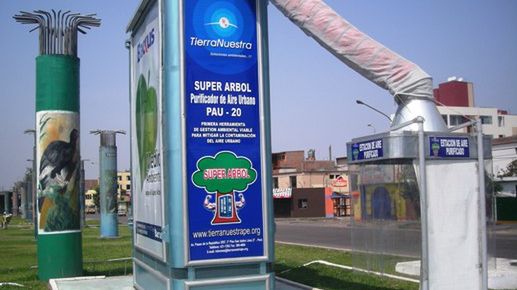 TierraNuestra
SUPER ARBOL
Purificador de Aire Urbano
PAU - 20
PRIMERA HERRAMIENTA
DE GESTION AMBIENTAL VIABLE
PARA MITIGAR LA CONTAMINACIÓN
DEL AIRE URBANO.
SUPER ARBOL
www.tierranuestrape.org
ESTACION DE
AIRE PURIFICADO
ESTACION DE
AIRE PURIFICADO